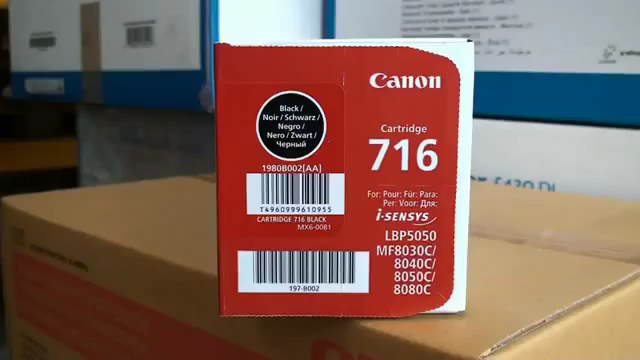 Canon
Black /
Noir / Schwarz /
Negro /
Nero / Zwart /
Черный
Cartridge
716
1980B002[AA]
T4960999610955
CARTRIDGE 716 BLACK
MX6-0081
For: Pour: Für: Para:
Per: Voor: Для:
i-SENSYS
LBP5050
MF8030C/
8040C/
8050C/
8080C
197-B002